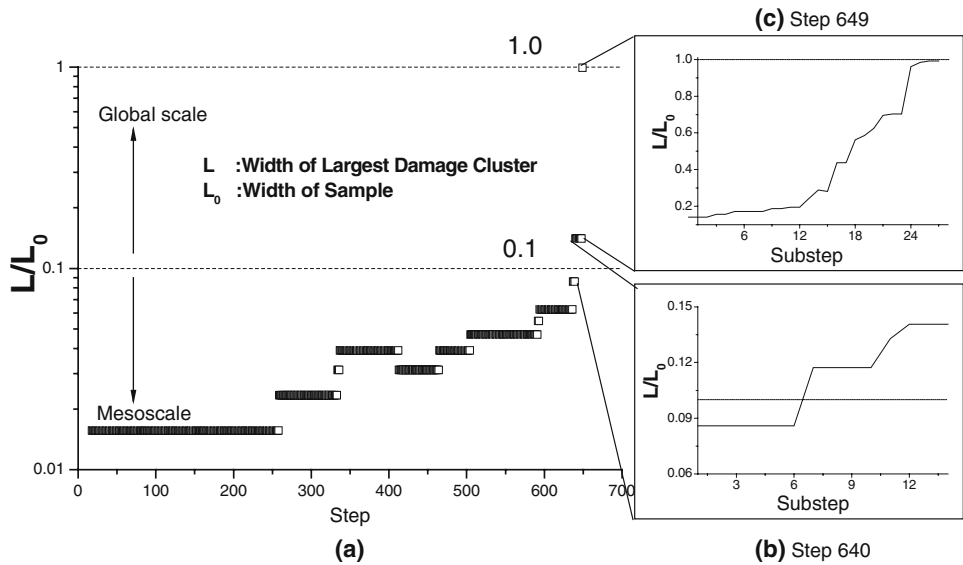 (c) Step 649
1.0
1
Global scale
L :Width of Largest Damage Cluster
L0 :Width of Sample
L/L0
0.1
0.1
Mesoscale
0.01
0 100 200 300 400 500 600 700
Step
(a)
1.0
0.8
0.6
0.4
0.2
L/L0
6 12 18 24
Substep
0.15
0.12
0.09
0.06
L/L0
3 6 9 12
Substep
(b) Step 640